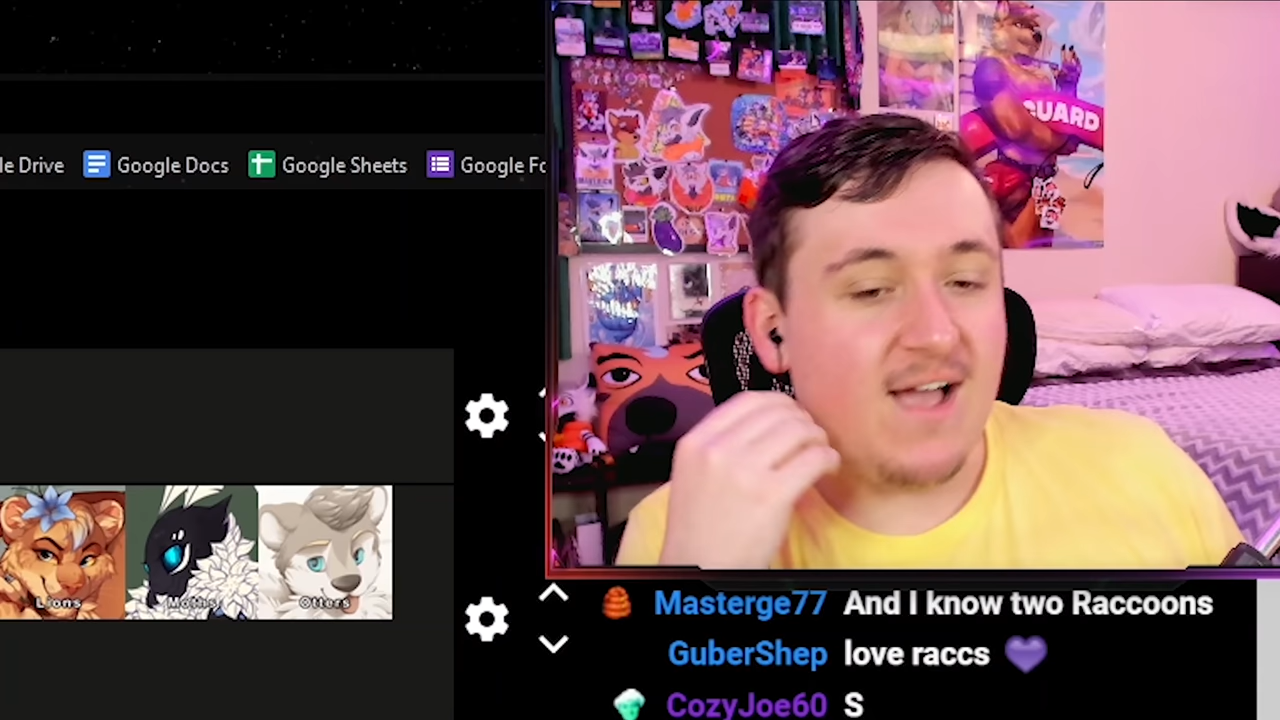 GUARD
le Drive Google Docs Google Sheets Google Fo
Lions Moths Otters
Masterge77 And I know two Raccoons
GuberShep love raccs
CozyJoe60 S